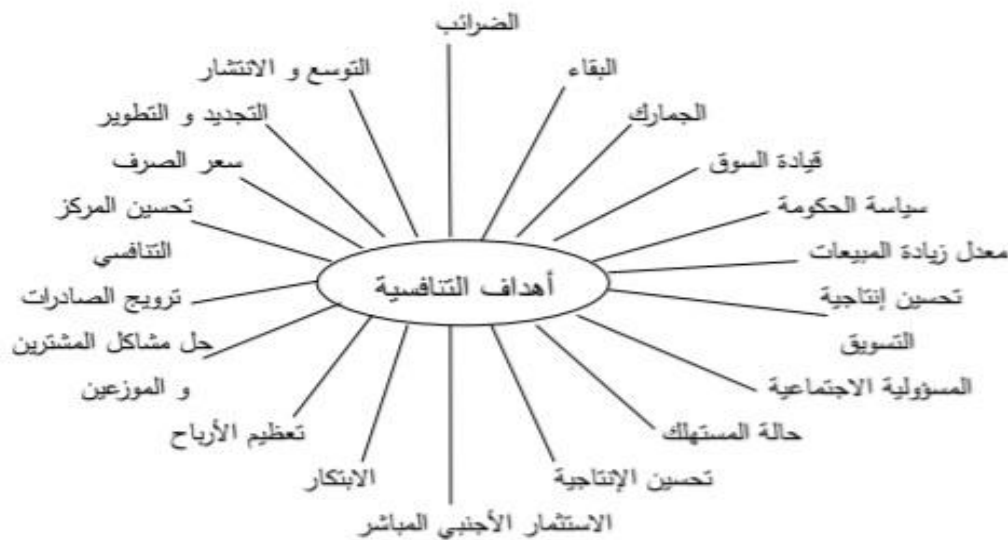 الضرائب
البقاء
التوسع و الانتشار
الجمارك
التجديد و التطوير
قيادة السوق
سعر الصرف
سياسة الحكومة
تحسين المركز
التنافسي
معدل زيادة المبيعات
أهداف التنافسية
تحسين إنتاجية
التسويق
ترويج الصادرات
حل مشاكل المشترين
و الموزعين
المسؤولية الاجتماعية
حالة المستهلك
تعظيم الأرباح
تحسين الإنتاجية
الابتكار
الاستثمار الأجنبي المباشر